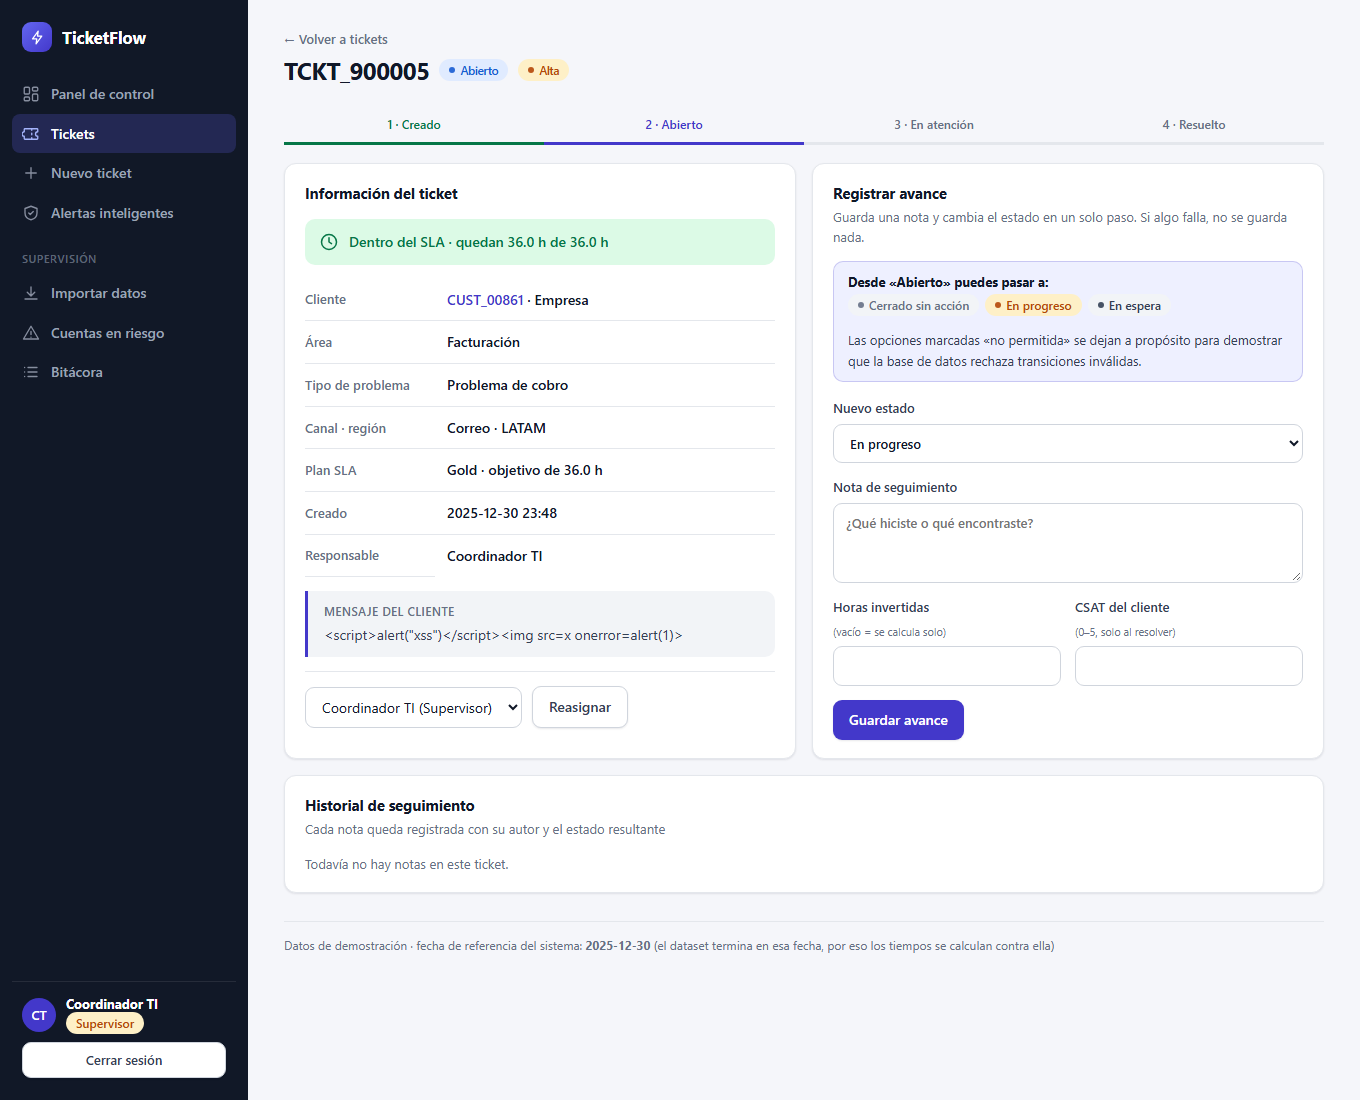 TicketFlow
Panel de control
Tickets
Nuevo ticket
Alertas inteligentes
SUPERVISIÓN
Importar datos
Cuentas en riesgo
Bitácora
CT
Coordinador TI
Supervisor
Cerrar sesión
← Volver a tickets
TCKT_900005
Abierto
Alta
1 · Creado
2 · Abierto
3 · En atención
4 · Resuelto
Información del ticket
Dentro del SLA · quedan 36.0 h de 36.0 h
Cliente CUST_00861 · Empresa
Área Facturación
Tipo de problema Problema de cobro
Canal · región Correo · LATAM
Plan SLA Gold · objetivo de 36.0 h
Creado 2025-12-30 23:48
Responsable Coordinador TI
MENSAJE DEL CLIENTE
<script>alert("xss")</script><img src=x onerror=alert(1)>
Coordinador TI (Supervisor)
Reasignar
Registrar avance
Guarda una nota y cambia el estado en un solo paso. Si algo falla, no se guarda
nada.
Desde «Abierto» puedes pasar a:
Cerrado sin acción
En progreso
En espera
Las opciones marcadas «no permitida» se dejan a propósito para demostrar
que la base de datos rechaza transiciones inválidas.
Nuevo estado
En progreso
Nota de seguimiento
¿Qué hiciste o qué encontraste?
Horas invertidas
(vacío = se calcula solo)
CSAT del cliente
(0–5, solo al resolver)
Guardar avance
Historial de seguimiento
Cada nota queda registrada con su autor y el estado resultante
Todavía no hay notas en este ticket.
Datos de demostración · fecha de referencia del sistema: 2025-12-30 (el dataset termina en esa fecha, por eso los tiempos se calculan contra ella)